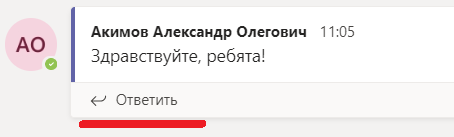 АО
Акимов Александр Олегович 11:05
Здравствуйте, ребята!
Ответить